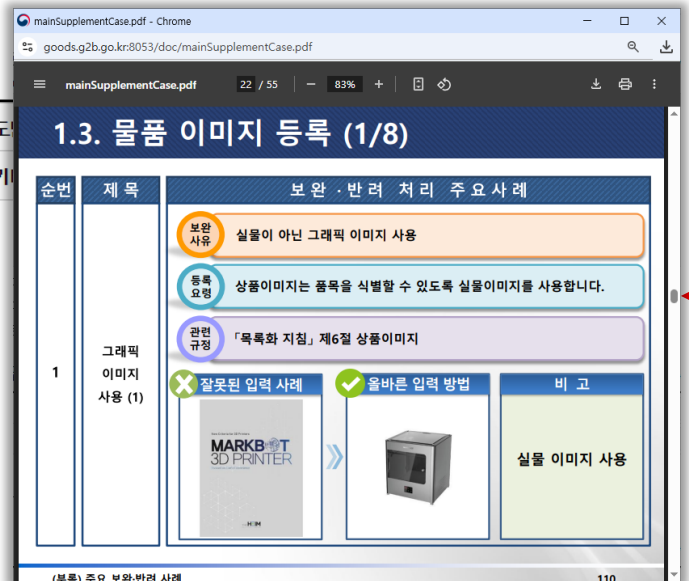 mainSupplementCase.pdf - Chrome
goods.g2b.go.kr:8053/doc/mainSupplementCase.pdf
mainSupplementCase.pdf 22 / 55 83%
1.3. 물품 이미지 등록 (1/8)
순번 제 목 보 완 · 반 려 처 리 주 요 사 례
보완
사유
실물이 아닌 그래픽 이미지 사용
등록
요령
상품이미지는 품목을 식별할 수 있도록 실물이미지를 사용합니다.
관련
규정
「목록화 지침」 제6절 상품이미지
1
그래픽
이미지
사용 (1)
잘못된 입력 사례 올바른 입력 방법 비 고
MARKBOT
3D PRINTER
실물 이미지 사용
(부록) 주요 보완·반려 사례 110